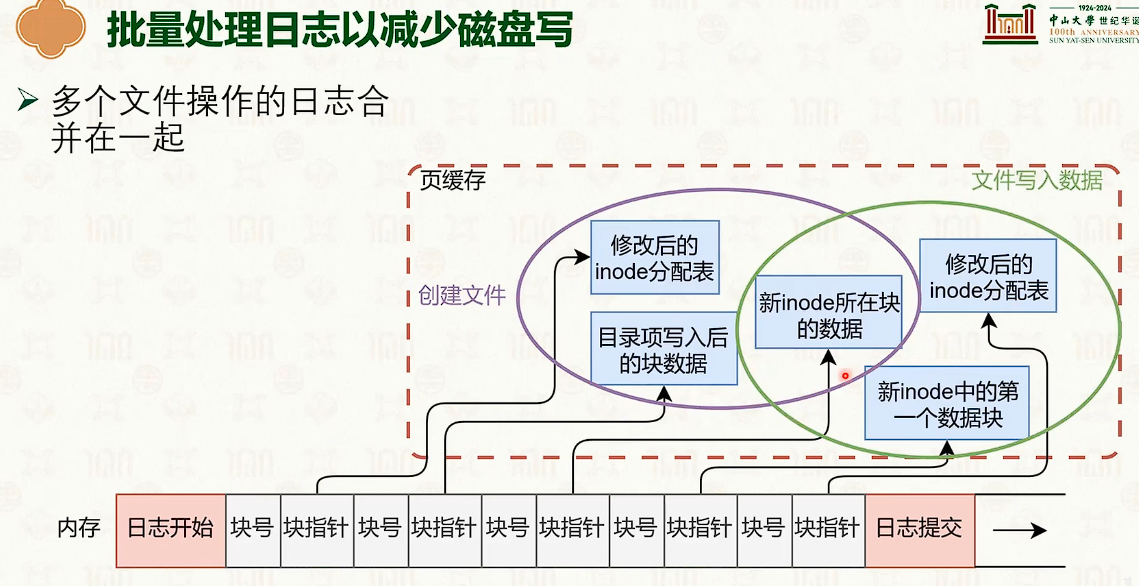 批量处理日志以减少磁盘写
1924-2024
中山大學 世纪华诞
100th ANNIVERSARY
SUN YAT-SEN UNIVERSITY
多个文件操作的日志合
并在一起
页缓存
文件写入数据
创建文件
修改后的
inode分配表
目录项写入后
的块数据
新inode所在块
的数据
修改后的
inode分配表
新inode中的第
一个数据块
内存
日志开始
块号
块指针
块号
块指针
块号
块指针
块号
块指针
块号
块指针
日志提交